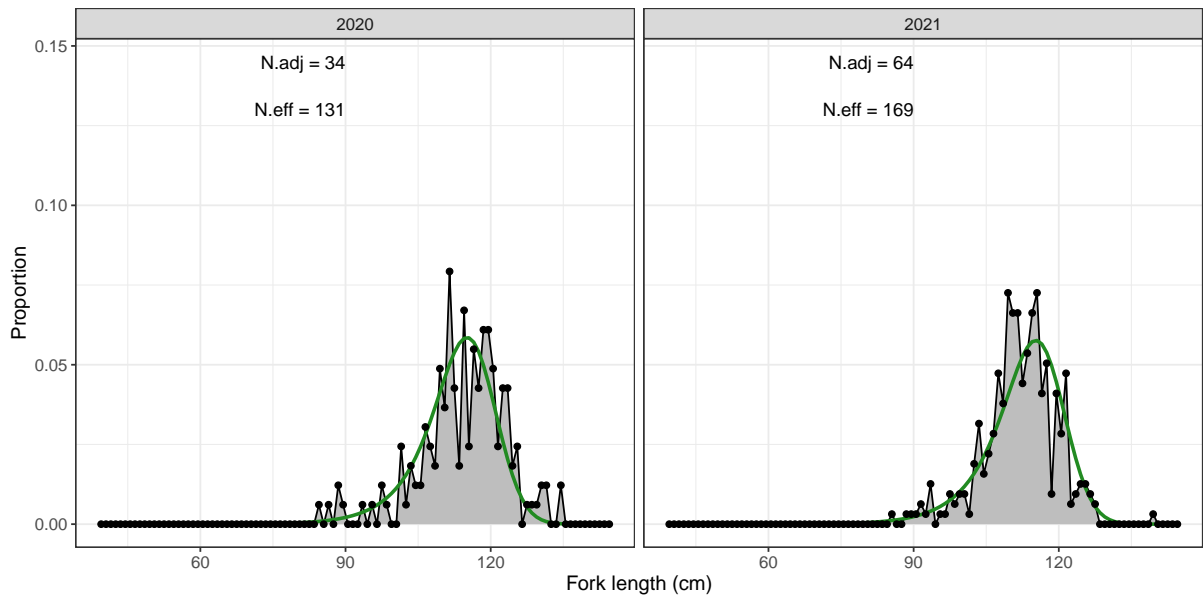 2020
2021
N.adj = 34
N.eff = 131
N.adj = 64
N.eff = 169
0.15
0.10
0.05
0.00
Proportion
60
90
120
60
90
120
Fork length (cm)